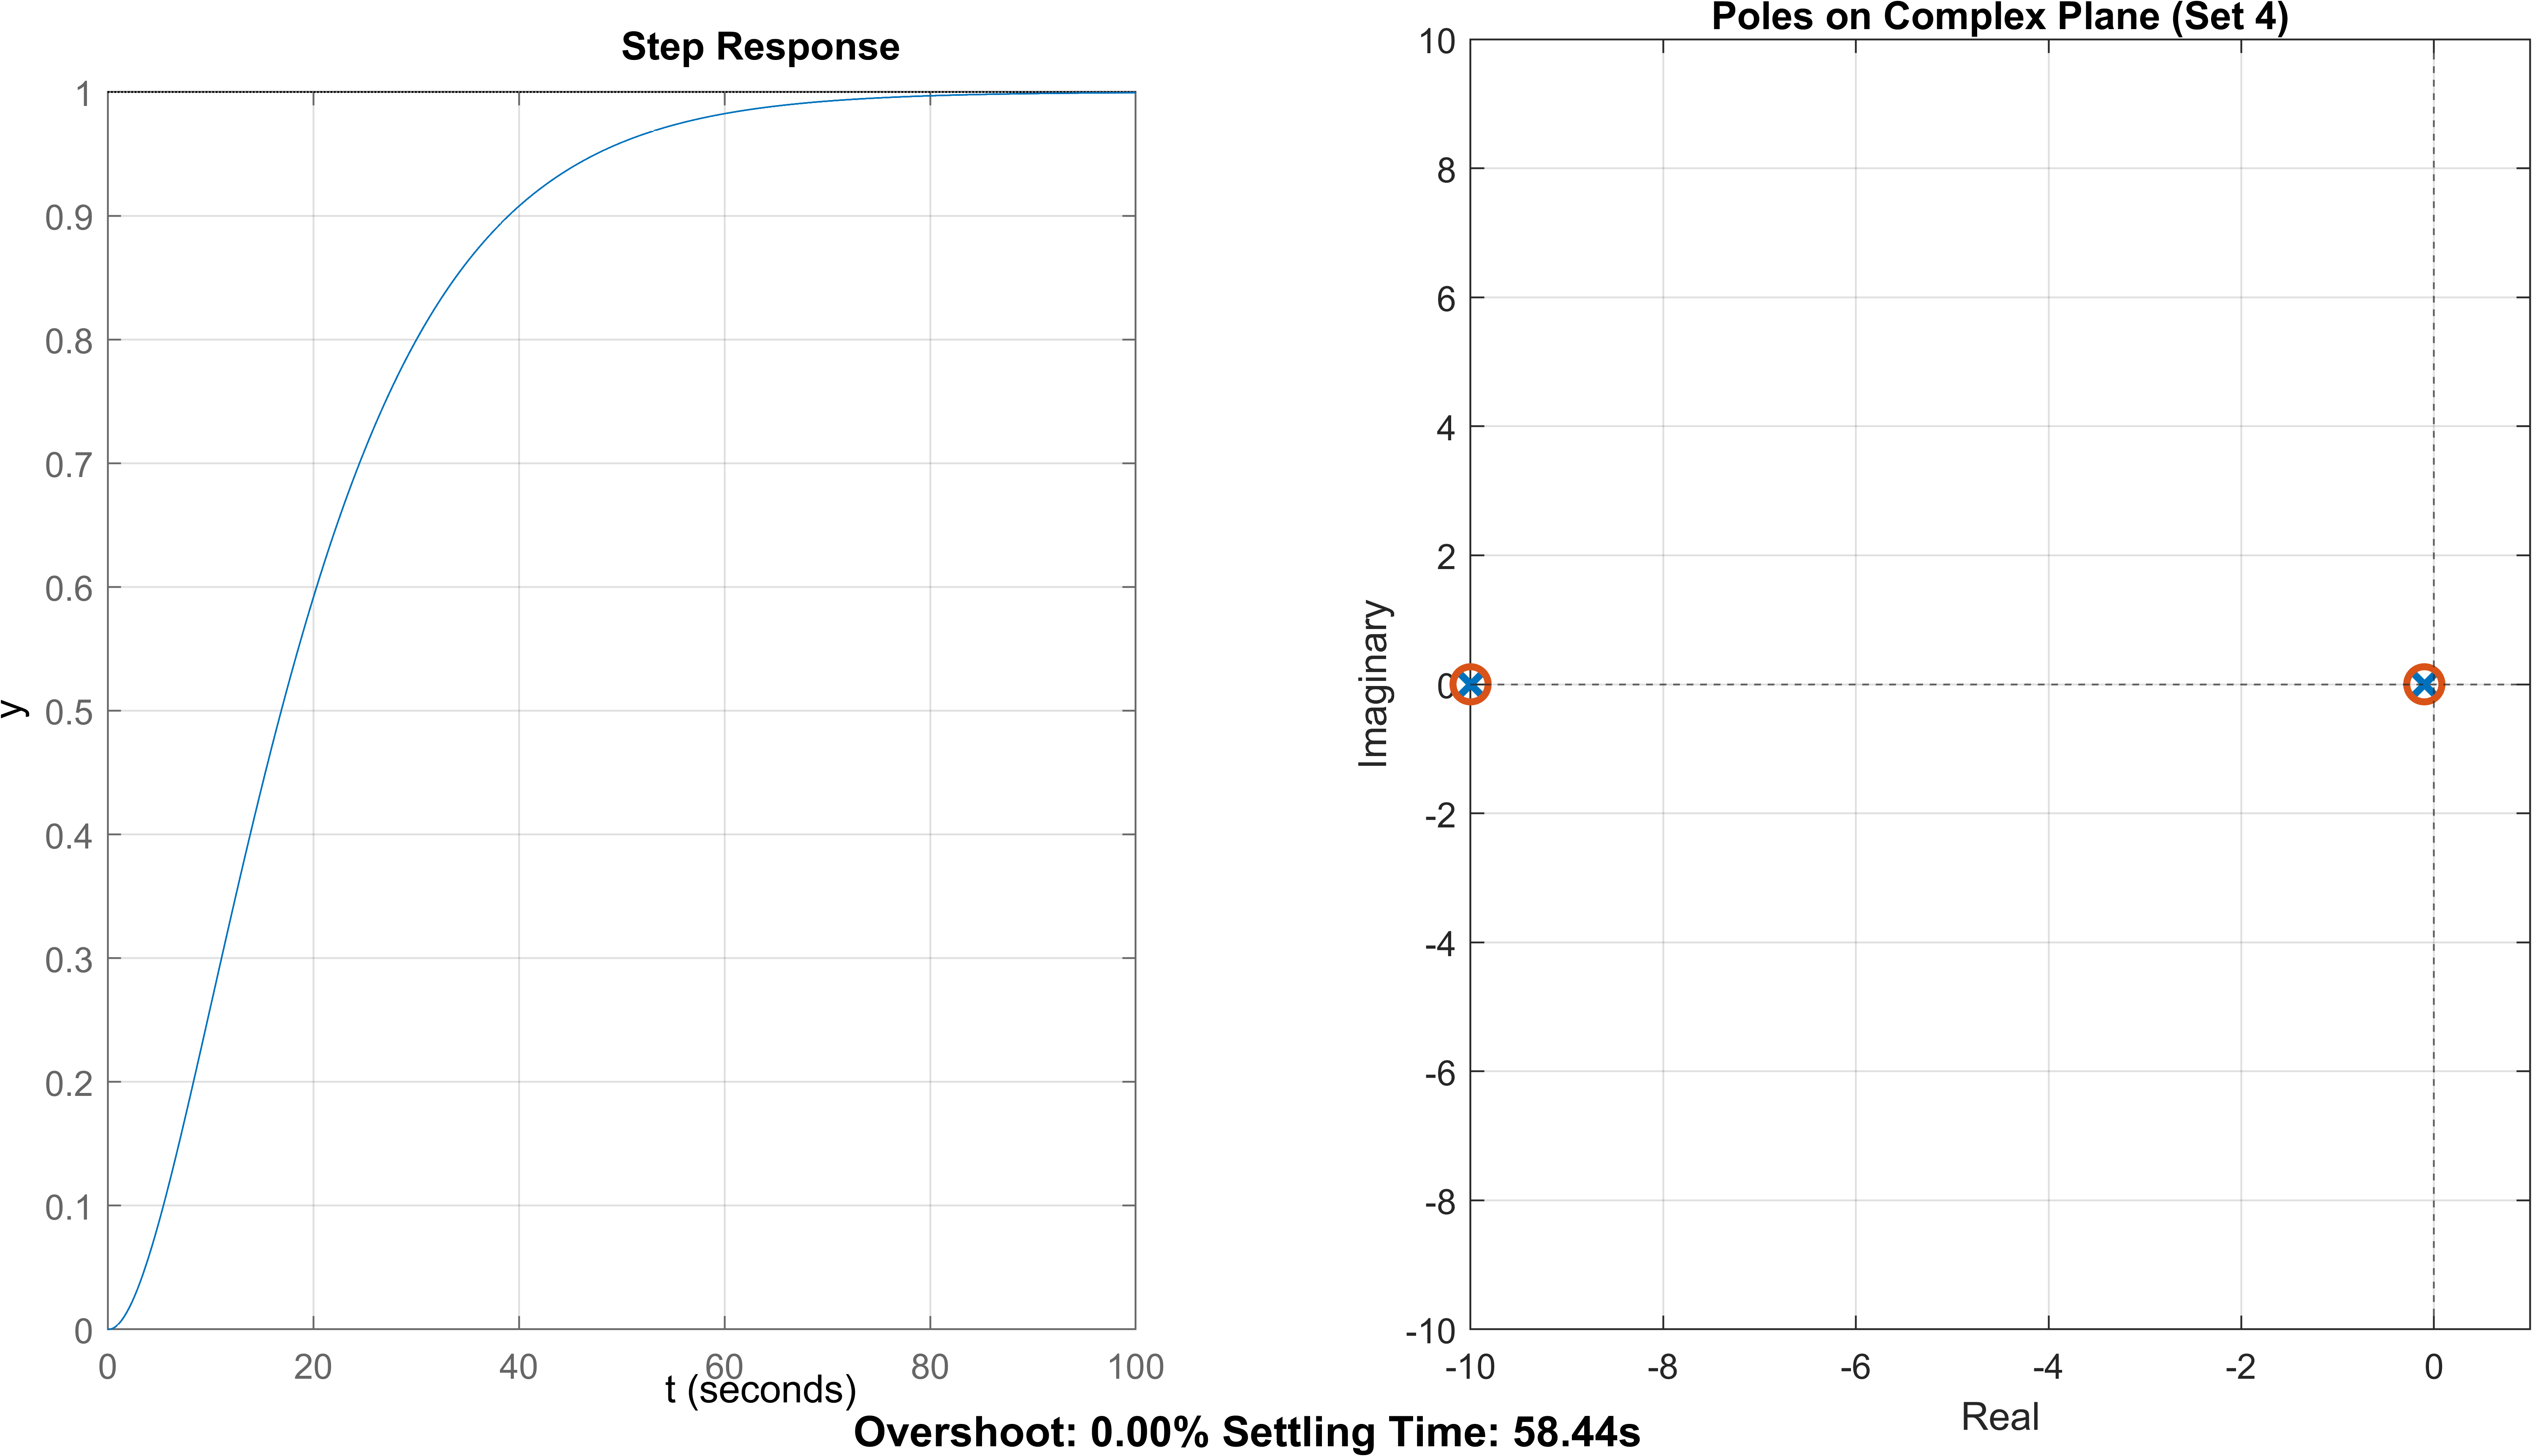 Step Response
1
0.9
0.8
0.7
0.6
0.5
0.4
0.3
0.2
0.1
0
y
0 20 40 60 80 100
t (seconds)
Poles on Complex Plane (Set 4)
10
8
6
4
2
0
-2
-4
-6
-8
-10
Imaginary
-10 -8 -6 -4 -2 0
Real
Overshoot: 0.00% Settling Time: 58.44s